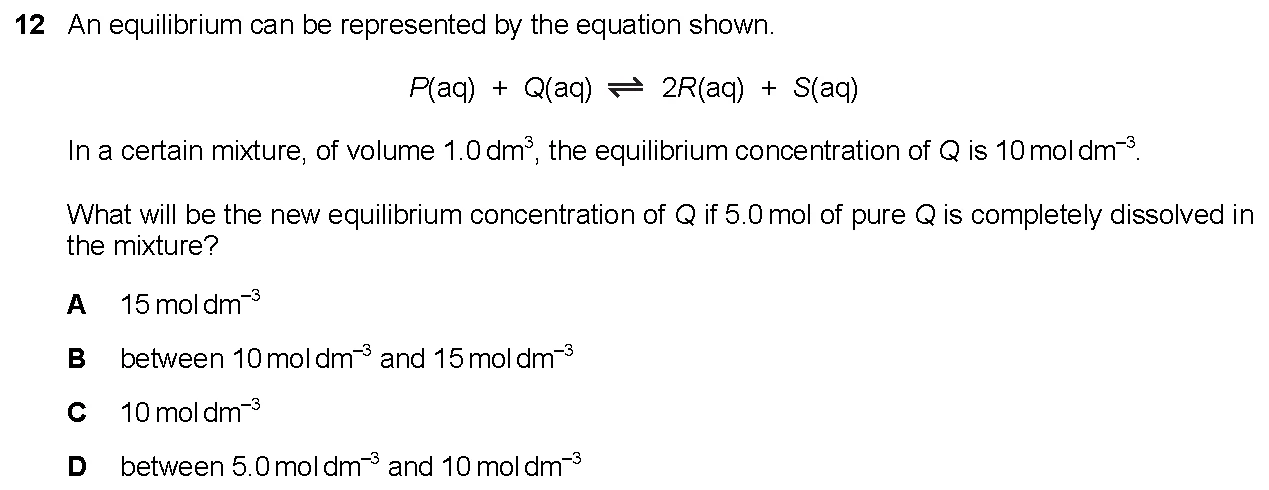 12 An equilibrium can be represented by the equation shown.
P(aq) + Q(aq) ⇌ 2R(aq) + S(aq)
In a certain mixture, of volume 1.0 dm³, the equilibrium concentration of Q is 10 mol dm⁻³.
What will be the new equilibrium concentration of Q if 5.0 mol of pure Q is completely dissolved in
the mixture?
A 15 mol dm⁻³
B between 10 mol dm⁻³ and 15 mol dm⁻³
C 10 mol dm⁻³
D between 5.0 mol dm⁻³ and 10 mol dm⁻³